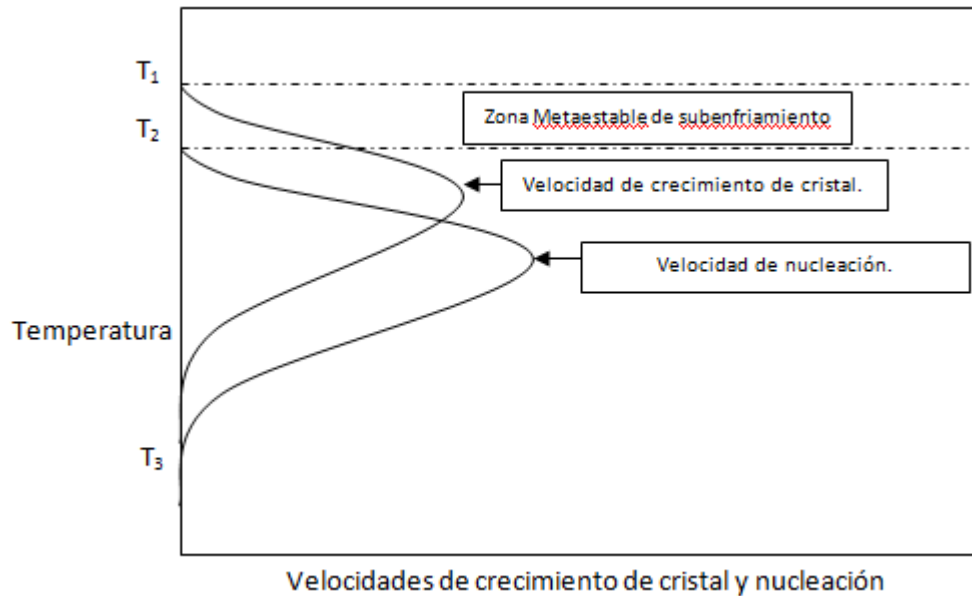 T₁
Zona Metaestable de subenfriamiento
T₂
Velocidad de crecimiento de cristal.
Velocidad de nucleación.
Temperatura
T₃
Velocidades de crecimiento de cristal y nucleación